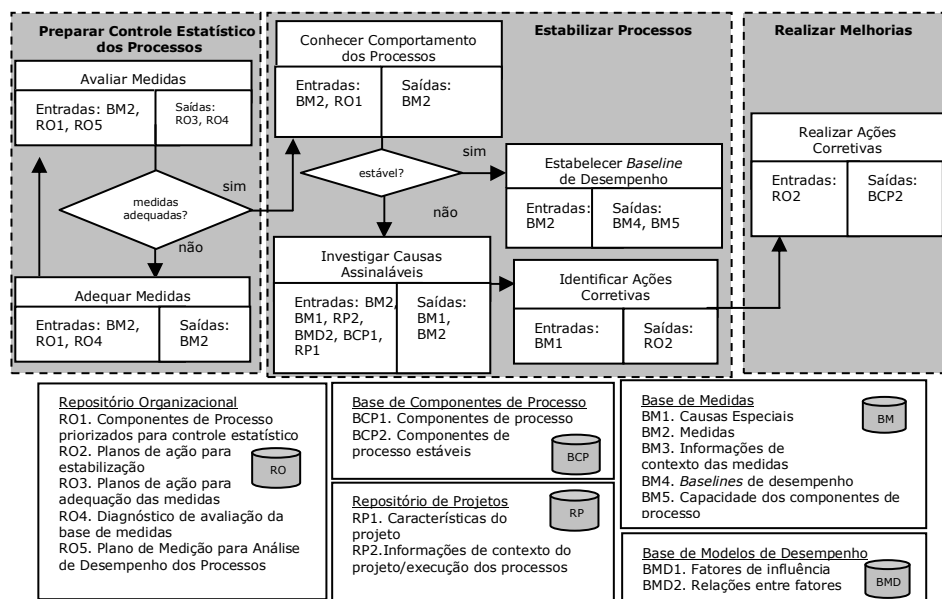 Preparar Controle Estatístico
dos Processos
Avaliar Medidas
Entradas: BM2,
RO1, RO5
Saídas:
RO3, RO4
medidas
adequadas?
sim
não
Adequar Medidas
Entradas: BM2,
RO1, RO4
Saídas:
BM2
Estabilizar Processos
Conhecer Comportamento
dos Processos
Entradas:
BM2, RO1
Saídas:
BM2
estável?
sim
não
Estabelecer Baseline
de Desempenho
Entradas:
BM2
Saídas:
BM4, BM5
Investigar Causas
Assinaláveis
Entradas: BM2,
BM1, RP2,
BMD2, BCP1,
RP1
Saídas:
BM1,
BM2
Identificar Ações
Corretivas
Entradas:
BM1
Saídas:
RO2
Realizar Melhorias
Realizar Ações
Corretivas
Entradas:
RO2
Saídas:
BCP2
Repositório Organizacional
RO1. Componentes de Processo
priorizados para controle estatístico
RO2. Planos de ação para
estabilização
RO3. Planos de ação para
adequação das medidas
RO4. Diagnóstico de avaliação da
base de medidas
RO5. Plano de Medição para Análise
de Desempenho dos Processos
RO
Base de Componentes de Processo
BCP1. Componentes de processo
BCP2. Componentes de
processo estáveis
BCP
Repositório de Projetos
RP1. Características do
projeto
RP2.Informações de contexto do
projeto/execução dos processos
RP
Base de Medidas
BM1. Causas Especiais
BM2. Medidas
BM3. Informações de
contexto das medidas
BM4. Baselines de desempenho
BM5. Capacidade dos componentes de
processo
BM
Base de Modelos de Desempenho
BMD1. Fatores de influência
BMD2. Relações entre fatores
BMD